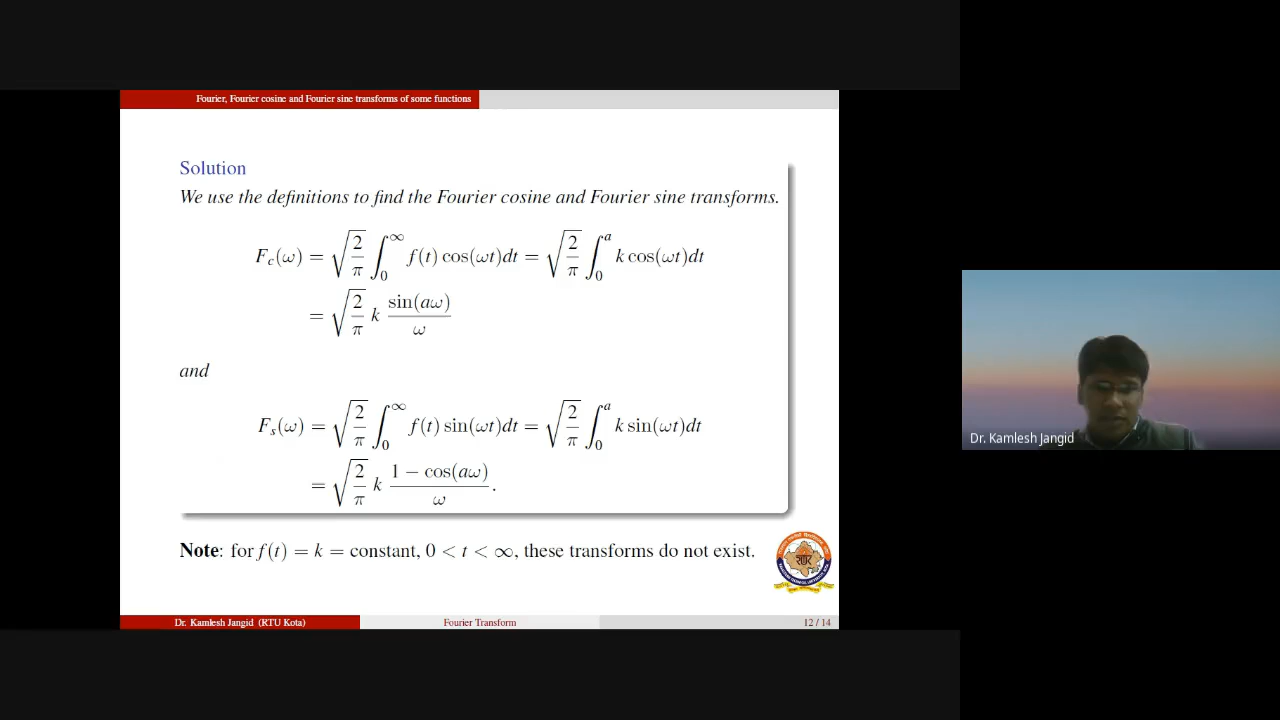 Fourier, Fourier cosine and Fourier sine transforms of some functions
Solution
We use the definitions to find the Fourier cosine and Fourier sine transforms.
F_c(ω) = √(2/π) ∫_0^∞ f(t) cos(ωt)dt = √(2/π) ∫_0^a k cos(ωt)dt
= √(2/π) k sin(aω)/ω
and
F_s(ω) = √(2/π) ∫_0^∞ f(t) sin(ωt)dt = √(2/π) ∫_0^a k sin(ωt)dt
= √(2/π) k (1 − cos(aω))/ω.
Note: for f(t) = k = constant, 0 < t < ∞, these transforms do not exist.
Dr. Kamlesh Jangid (RTU Kota)
Fourier Transform
12 / 14
Dr. Kamlesh Jangid